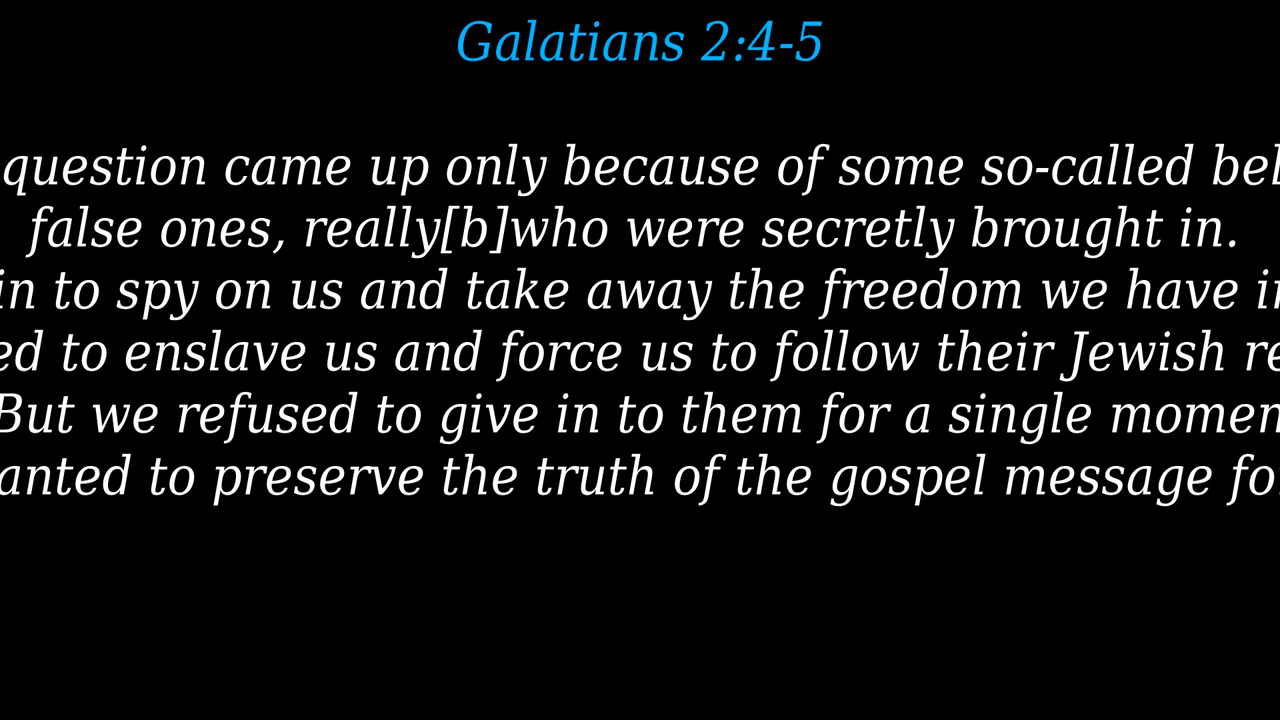 Galatians 2:4-5
question came up only because of some so-called bel
false ones, really[b]who were secretly brought in.
in to spy on us and take away the freedom we have in
ed to enslave us and force us to follow their Jewish re
But we refused to give in to them for a single momen
anted to preserve the truth of the gospel message fo